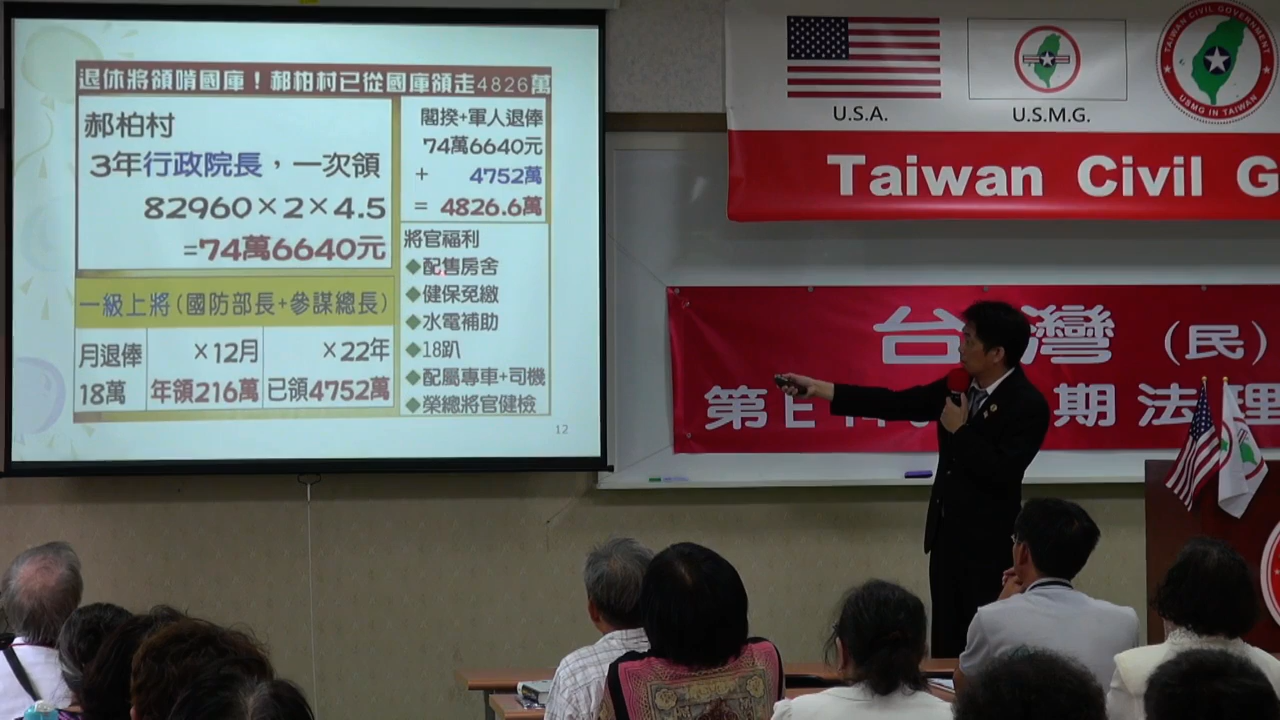 退休將領啃國庫！郝柏村已從國庫領走4826萬
郝柏村
3年行政院長，一次領
82960×2×4.5
=74萬6640元
閣揆+軍人退俸
74萬6640元
+ 4752萬
= 4826.6萬
一級上將(國防部長+參謀總長)
月退俸 ×12月 ×22年
18萬 年領216萬 已領4752萬
將官福利
◆配售房舍
◆健保免繳
◆水電補助
◆18趴
◆配屬專車+司機
◆榮總將官健檢
12
U.S.A.
U.S.M.G.
TAIWAN CIVIL GOVERNMENT
USMG IN TAIWAN
Taiwan Civil G
台灣(民)
第E
期法理